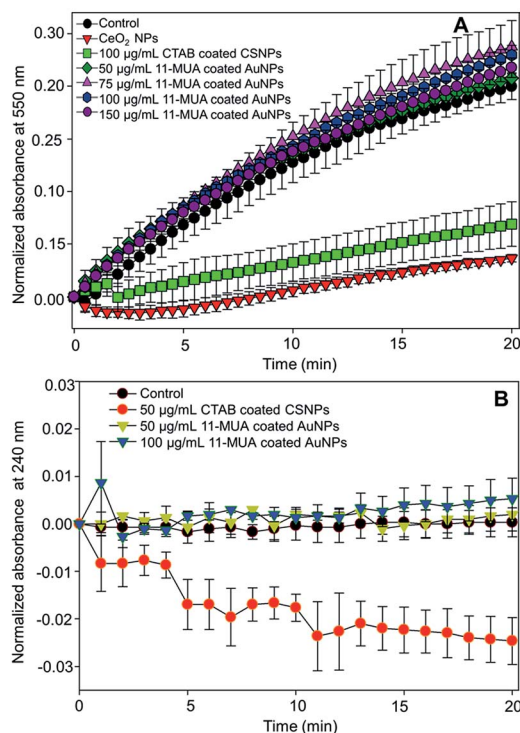 A
Control
CeO₂ NPs
100 µg/mL CTAB coated CSNPs
50 µg/mL 11-MUA coated AuNPs
75 µg/mL 11-MUA coated AuNPs
100 µg/mL 11-MUA coated AuNPs
150 µg/mL 11-MUA coated AuNPs
Normalized absorbance at 550 nm
0.30
0.20
0.25
0.10
0.15
0.00
0 5 10 15 20
Time (min)
B
Control
50 µg/mL CTAB coated CSNPs
50 µg/mL 11-MUA coated AuNPs
100 µg/mL 11-MUA coated AuNPs
Normalized absorbance at 240 nm
0.03
0.02
0.01
0.00
-0.01
-0.02
-0.03
0 5 10 15 20
Time (min)